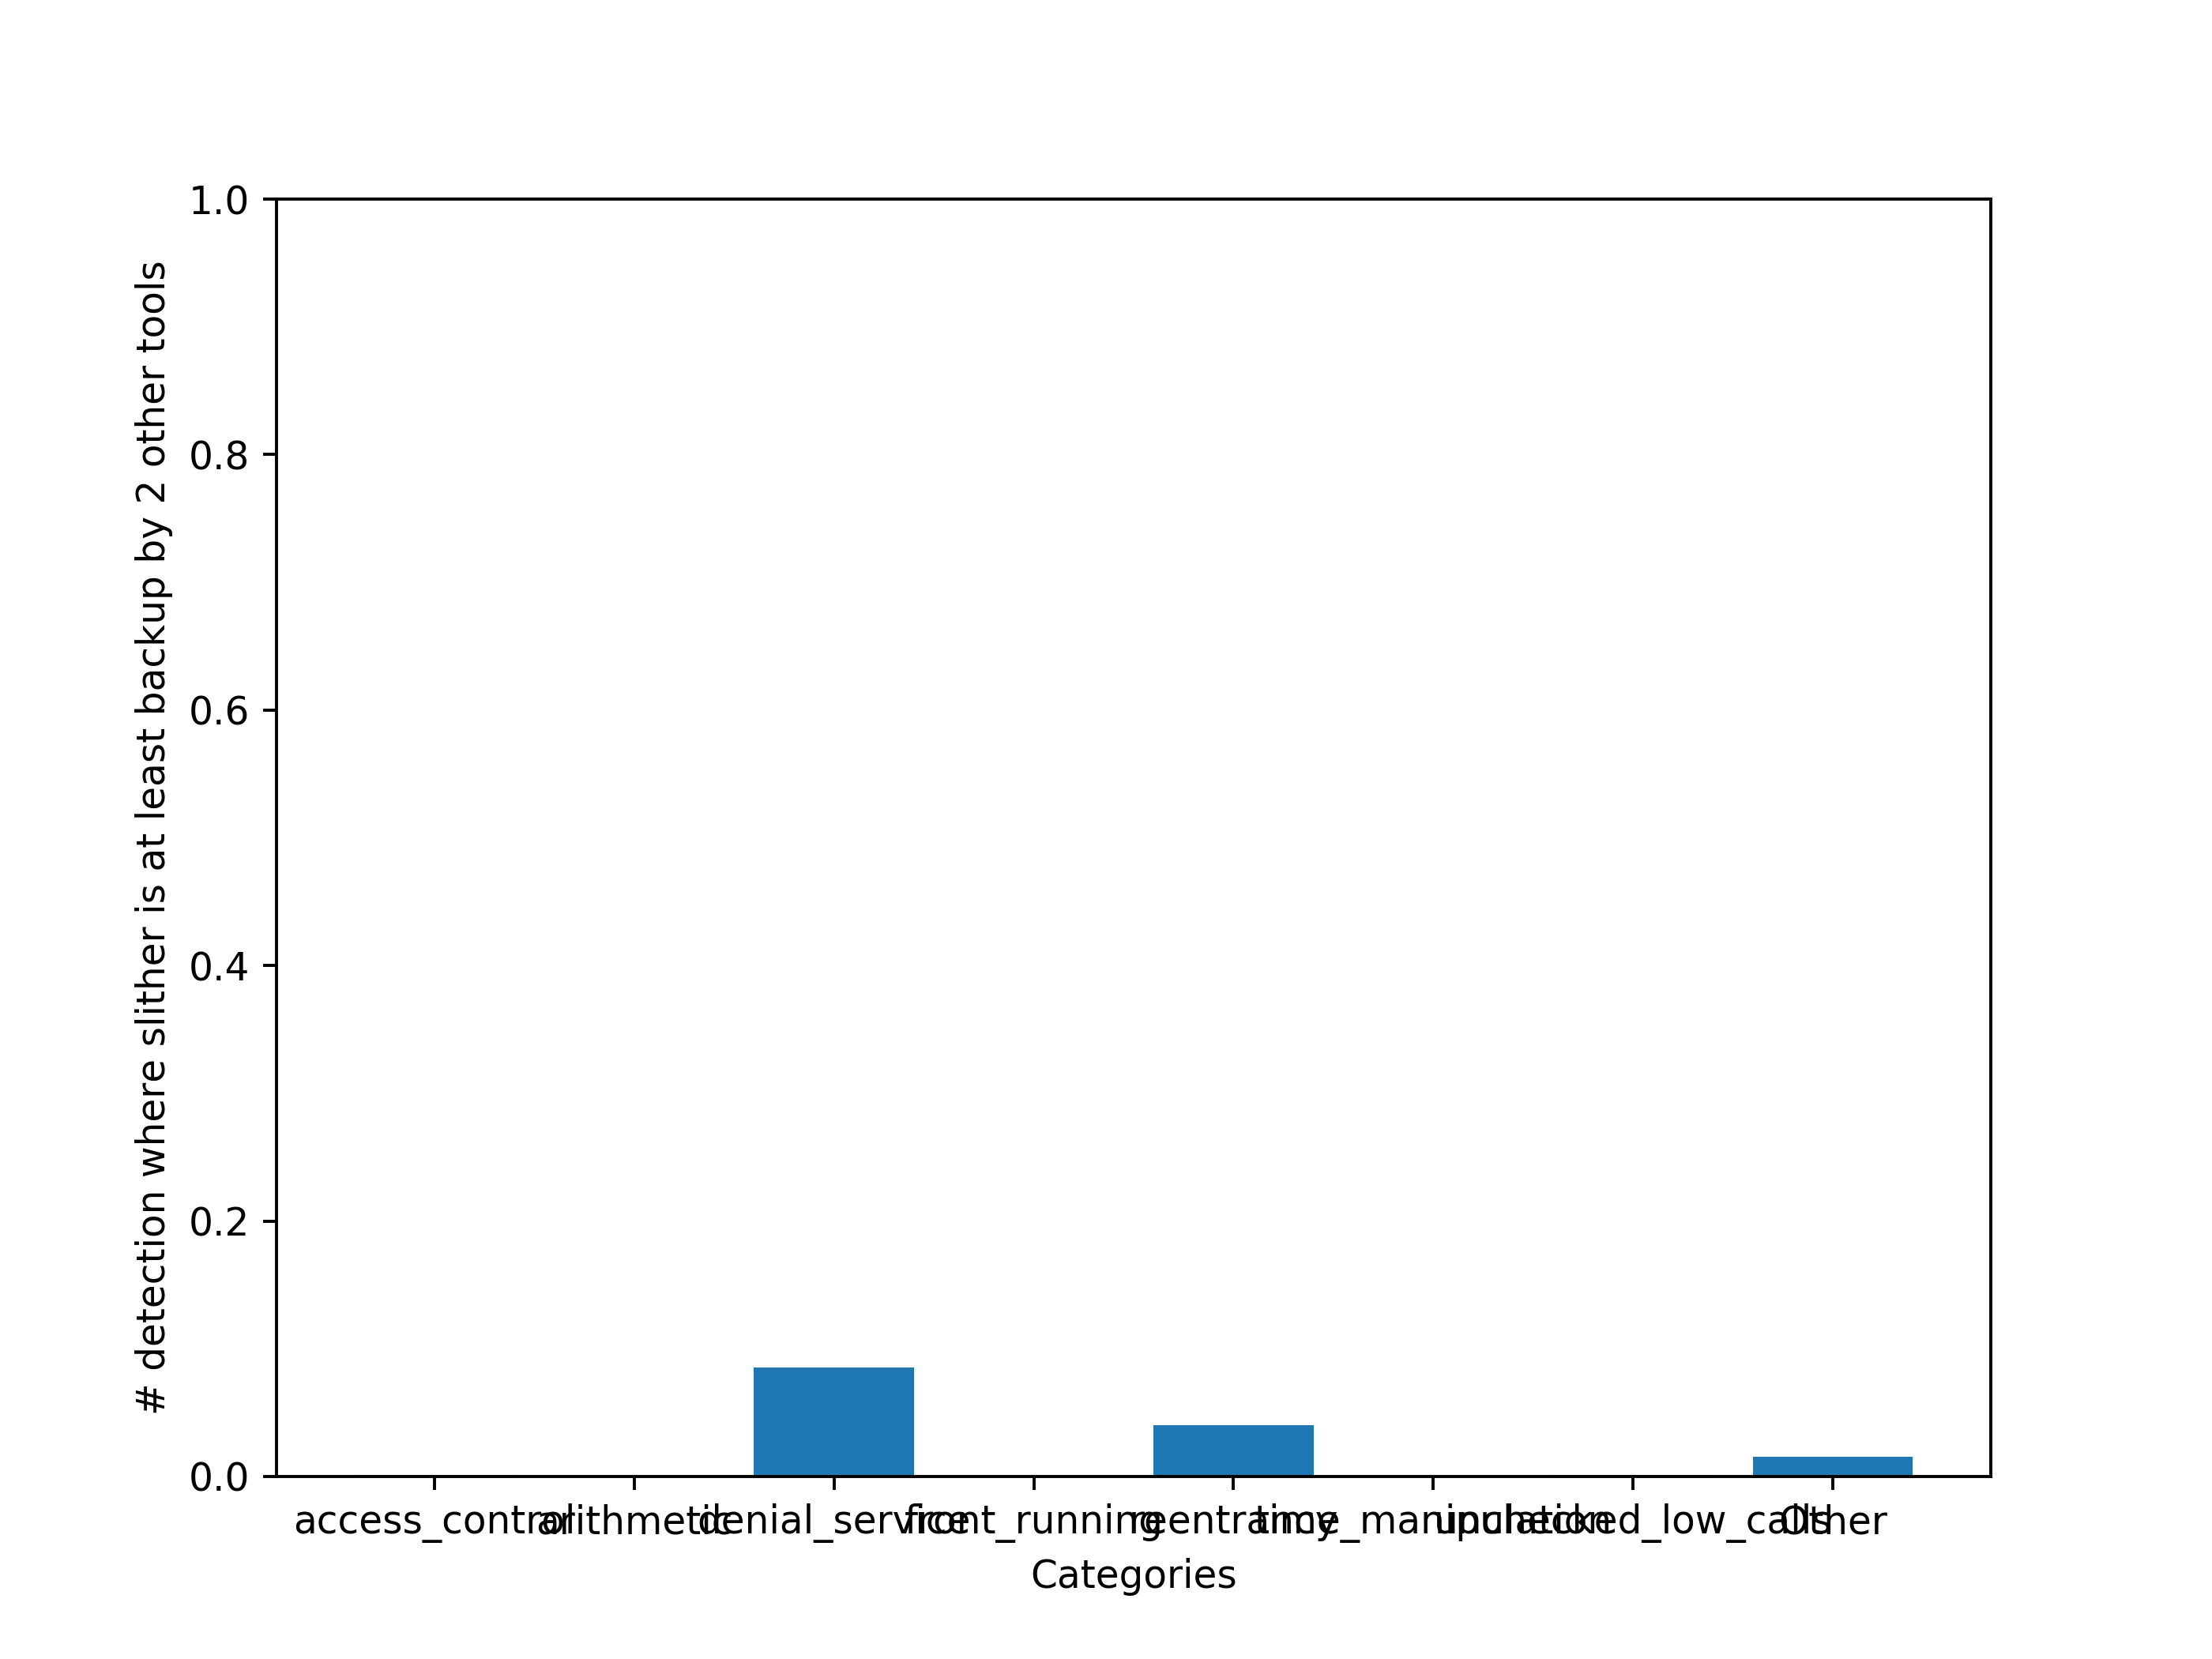 # detection where slither is at least backup by 2 other tools
1.0
0.8
0.6
0.4
0.2
0.0
access_control arithmetic denial_service front_running reentrancy time_manipulation unchecked_low_calls Other
Categories